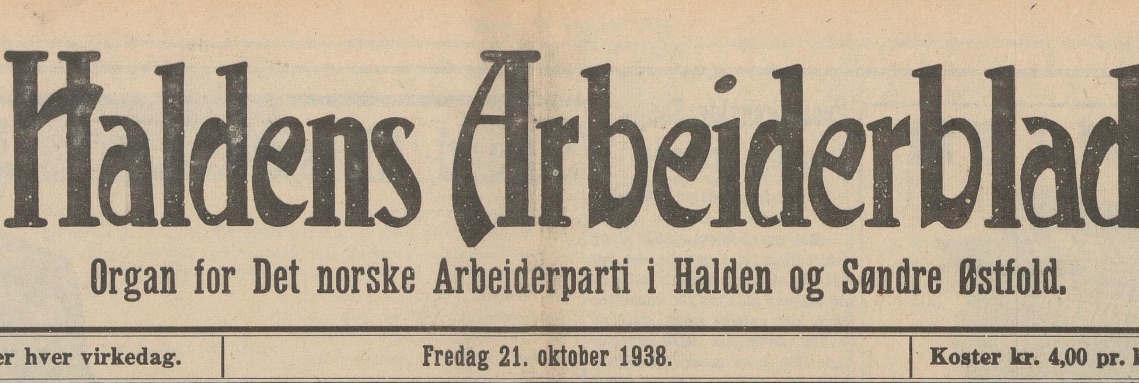 Haldens Arbeiderblad
Organ for Det norske Arbeiderparti i Halden og Søndre Østfold.
hver virkedag. Fredag 21. oktober 1938. Koster kr. 4,00 pr.